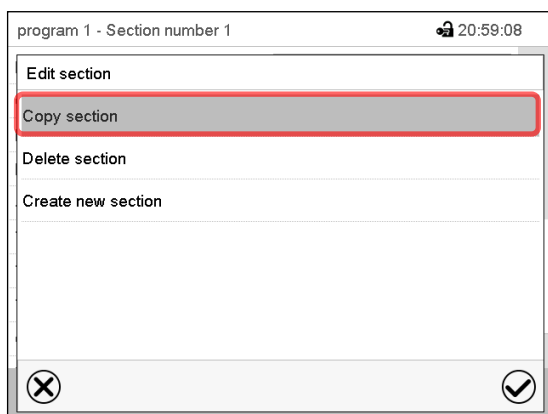 program 1 - Section number 1 20:59:08
Edit section
Copy section
Delete section
Create new section